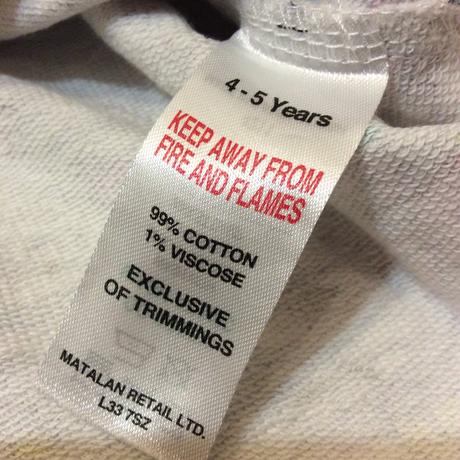 4 - 5 Years
KEEP AWAY FROM
FIRE AND FLAMES
99% COTTON
1% VISCOSE
EXCLUSIVE
OF TRIMMINGS
MATALAN RETAIL LTD.
L33 7SZ